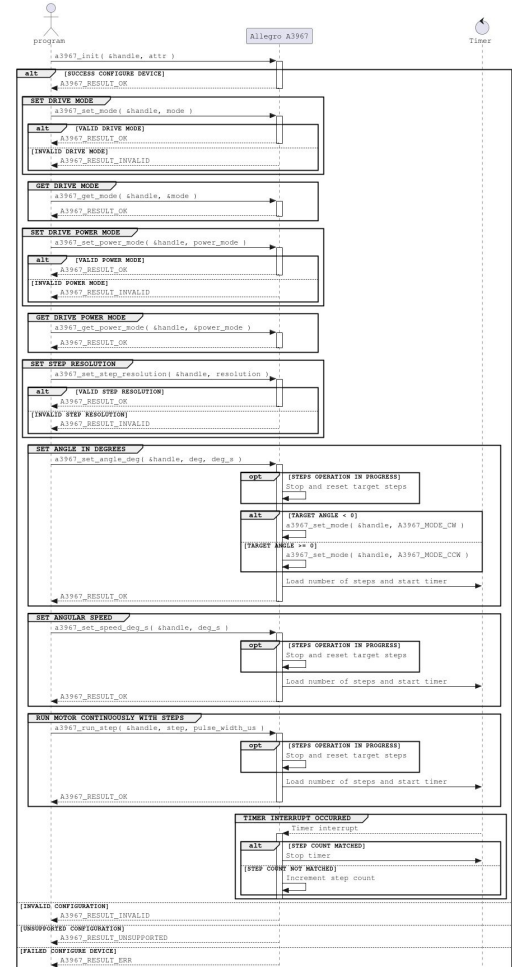 program
Allegro A3967
Timer
a3967_init( &handle, attr )
alt [SUCCESS CONFIGURE DEVICE]
A3967_RESULT_OK
SET DRIVE MODE
a3967_set_mode( &handle, mode )
alt [VALID DRIVE MODE]
A3967_RESULT_OK
[INVALID DRIVE MODE]
A3967_RESULT_INVALID
GET DRIVE MODE
a3967_get_mode( &handle, &mode )
A3967_RESULT_OK
SET DRIVE POWER MODE
a3967_set_power_mode( &handle, power_mode )
alt [VALID POWER MODE]
A3967_RESULT_OK
[INVALID POWER MODE]
A3967_RESULT_INVALID
GET DRIVE POWER MODE
a3967_get_power_mode( &handle, &power_mode )
A3967_RESULT_OK
SET STEP RESOLUTION
a3967_set_step_resolution( &handle, resolution )
alt [VALID STEP RESOLUTION]
A3967_RESULT_OK
[INVALID STEP RESOLUTION]
A3967_RESULT_INVALID
SET ANGLE IN DEGREES
a3967_set_angle_deg( &handle, deg, deg_s )
opt [STEPS OPERATION IN PROGRESS]
Stop and reset target steps
alt [TARGET ANGLE < 0]
a3967_set_mode( &handle, A3967_MODE_CW )
[TARGET ANGLE >= 0]
a3967_set_mode( &handle, A3967_MODE_CCW )
Load number of steps and start timer
A3967_RESULT_OK
SET ANGULAR SPEED
a3967_set_speed_deg_s( &handle, deg_s )
opt [STEPS OPERATION IN PROGRESS]
Stop and reset target steps
Load number of steps and start timer
A3967_RESULT_OK
RUN MOTOR CONTINUOUSLY WITH STEPS
a3967_run_step( &handle, step, pulse_width_us )
opt [STEPS OPERATION IN PROGRESS]
Stop and reset target steps
Load number of steps and start timer
A3967_RESULT_OK
TIMER INTERRUPT OCCURRED
Timer interrupt
alt [STEP COUNT MATCHED]
Stop timer
[STEP COUNT NOT MATCHED]
Increment step count
[INVALID CONFIGURATION]
A3967_RESULT_INVALID
[UNSUPPORTED CONFIGURATION]
A3967_RESULT_UNSUPPORTED
[FAILED CONFIGURE DEVICE]
A3967_RESULT_ERR